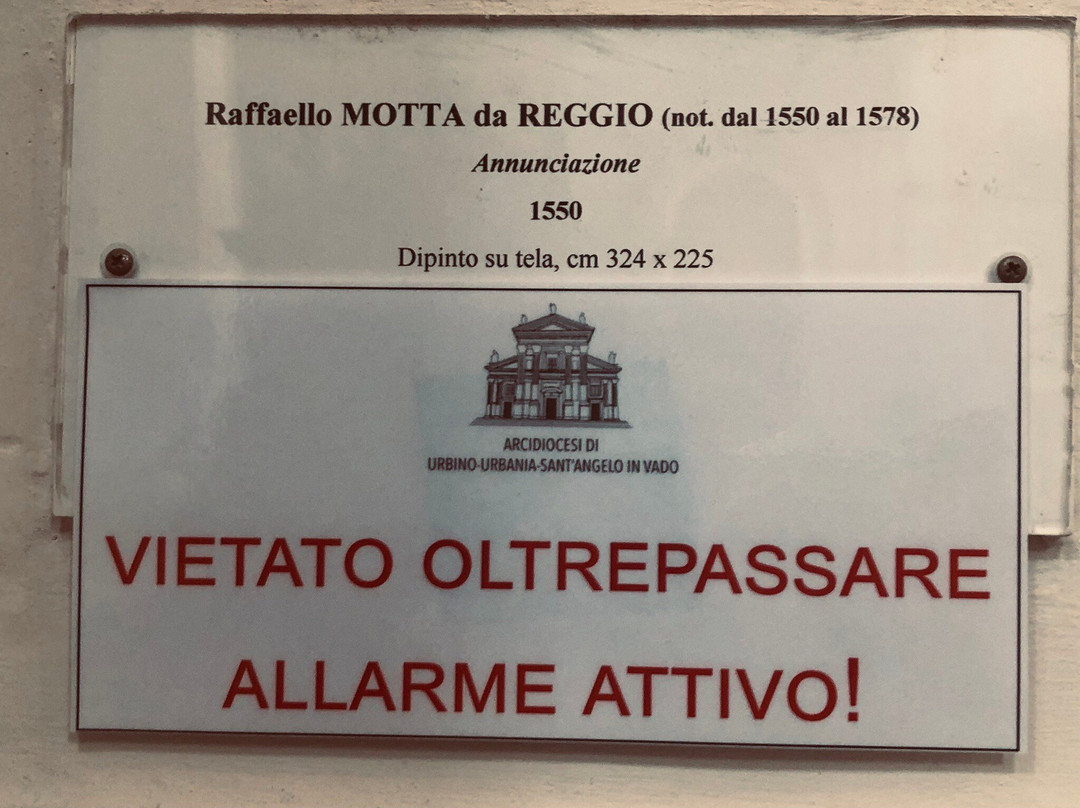 Raffaello MOTTA da REGGIO (not. dal 1550 al 1578)
Annunciazione
1550
Dipinto su tela, cm 324 x 225
ARCIDIOCESI DI
URBINO-URBANIA-SANT'ANGELO IN VADO
VIETATO OLTREPASSARE
ALLARME ATTIVO!